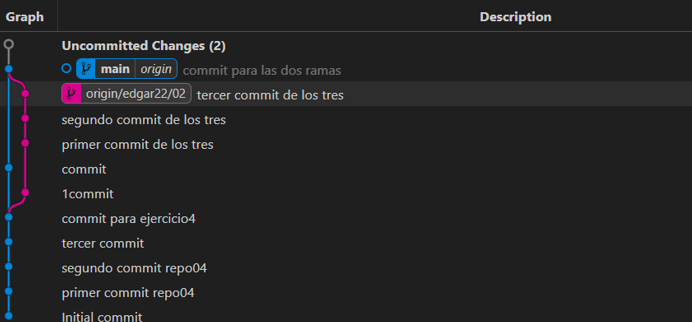 Graph Description
Uncommitted Changes (2)
main origin commit para las dos ramas
origin/edgar22/02 tercer commit de los tres
segundo commit de los tres
primer commit de los tres
commit
1commit
commit para ejercicio4
tercer commit
segundo commit repo04
primer commit repo04
Initial commit